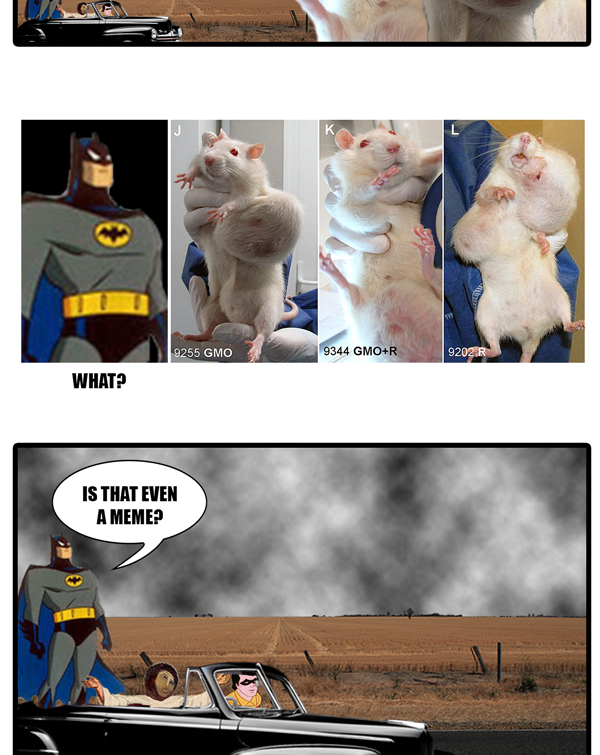 J
K
L
9255 GMO
9344 GMO+R
9202 R
WHAT?
IS THAT EVEN
A MEME?